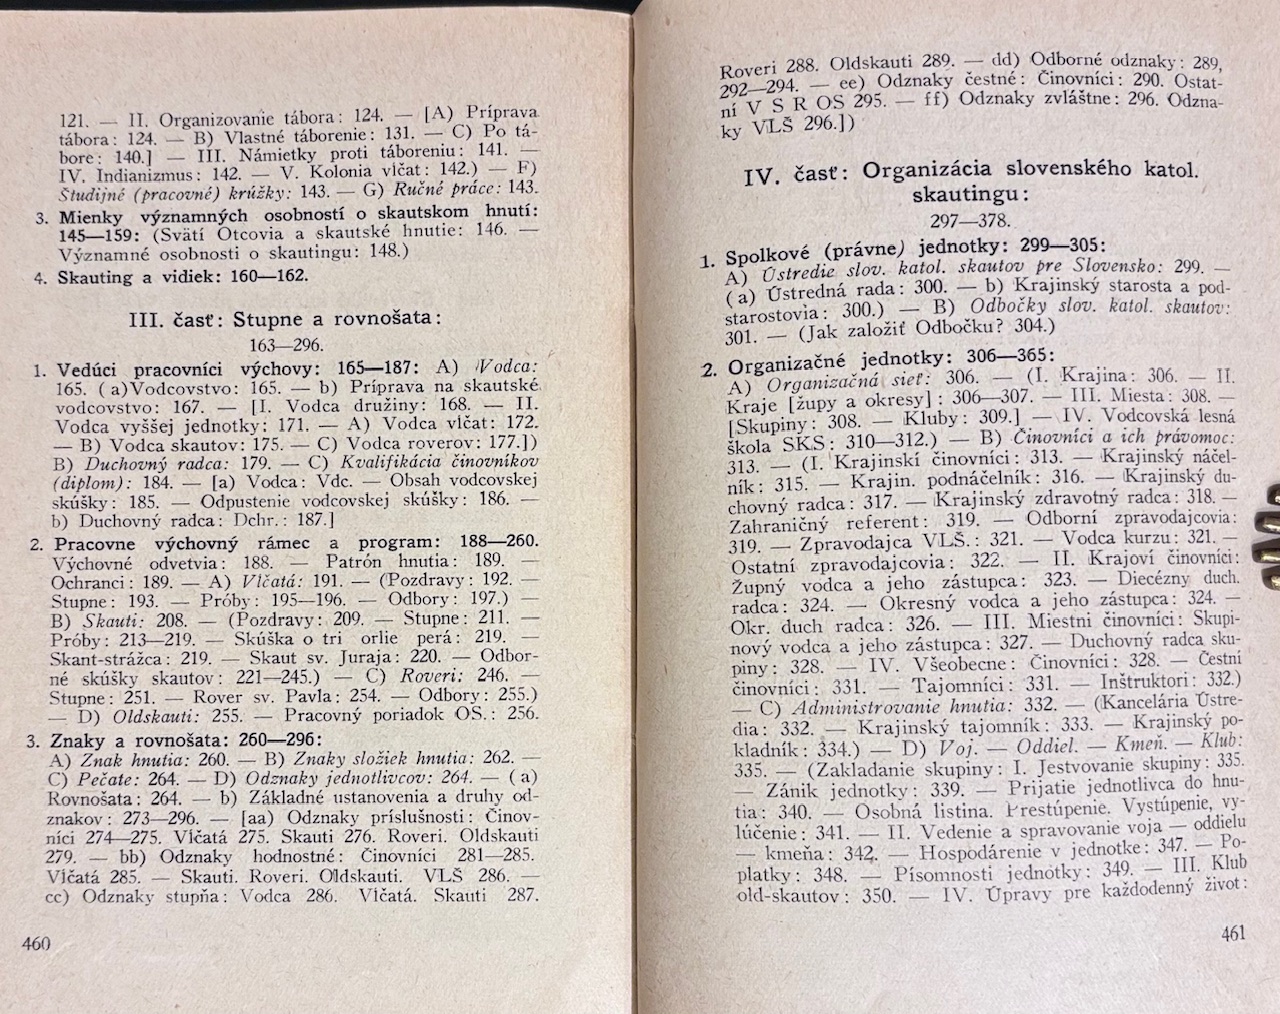 121. — II. Organizovanie tábora: 124. — [A) Príprava
tábora: 124. — B) Vlastné táborenie: 131. — C) Po tá-
bore: 140.] — III. Námietky proti táboreniu: 141. —
IV. Indianizmus: 142. — V. Kolonia vĺčat: 142.) — F)
Študijné (pracovné) krúžky: 143. — G) Ručné práce: 143.
3. Mienky významných osobností o skautskom hnutí:
145—159: (Svätí Otcovia a skautské hnutie: 146. —
Významné osobnosti o skautingu: 148.)
4. Skauting a vidiek: 160—162.
III. časť: Stupne a rovnošata:
163—296.
1. Vedúci pracovníci výchovy: 165—187: A) Vodca:
165. (a) Vodcovstvo: 165. — b) Príprava na skautské
vodcovstvo: 167. — [I. Vodca družiny: 168. — II.
Vodca vyššej jednotky: 171. — A) Vodca vĺčat: 172.
— B) Vodca skautov: 175. — C) Vodca roverov: 177.])
B) Duchovný radca: 179. — C) Kvalifikácia činovníkov
(diplom): 184. — [a) Vodca: Vdc. — Obsah vodcovskej
skúšky: 185. — Odpustenie vodcovskej skúšky: 186. —
b) Duchovný radca: Dchr.: 187.]
2. Pracovne výchovný rámec a program: 188—260.
Výchovné odvetvia: 188. — Patrón hnutia: 189. —
Ochranci: 189. — A) Vĺčatá: 191. — (Pozdravy: 192. —
Stupne: 193. — Próby: 195—196. — Odbory: 197.) —
B) Skauti: 208. — (Pozdravy: 209. — Stupne: 211. —
Próby: 213—219. — Skúška o tri orlie perá: 219. —
Skant-strážca: 219. — Skaut sv. Juraja: 220. — Odbor-
né skúšky skautov: 221—245.) — C) Roveri: 246. —
Stupne: 251. — Rover sv. Pavla: 254. — Odbory: 255.)
— D) Oldskauti: 255. — Pracovný poriadok OS.: 256.
3. Znaky a rovnošata: 260—296:
A) Znak hnutia: 260. — B) Znaky složiek hnutia: 262. —
C) Pečate: 264. — D) Odznaky jednotlivcov: 264. — (a)
Rovnošata: 264. — b) Základné ustanovenia a druhy od-
znakov: 273—296. — [aa) Odznaky príslušnosti: Činov-
níci 274—275. Vĺčatá 275. Skauti 276. Roveri. Oldskauti
279. — bb) Odznaky hodnostné: Činovníci 281—285.
Vĺčatá 285. — Skauti. Roveri. Oldskauti. VLŠ 286. —
cc) Odznaky stupňa: Vodca 286. Vĺčatá. Skauti 287.
460
Roveri 288. Oldskauti 289. — dd) Odborné odznaky: 289,
292—294. — ee) Odznaky čestné: Činovníci: 290. Ostat-
ní V S R OS 295. — ff) Odznaky zvláštne: 296. Odzna-
ky VLŠ 296.])
IV. časť: Organizácia slovenského katol.
skautingu:
297—378.
1. Spolkové (právne) jednotky: 299—305:
A) Ústredie slov. katol. skautov pre Slovensko: 299. —
(a) Ústredná rada: 300. — b) Krajinský starosta a pod-
starostovia: 300.) — B) Odbočky slov. katol. skautov:
301. — (Jak založiť Odbočku? 304.)
2. Organizačné jednotky: 306—365:
A) Organizačná sieť: 306. — (I. Krajina: 306. — II.
Kraje [župy a okresy]: 306—307. — III. Miesta: 308. —
[Skupiny: 308. — Kluby: 309.] — IV. Vodcovská lesná
škola SKS: 310—312.) — B) Činovníci a ich právomoc:
313. — (I. Krajinskí činovníci: 313. — Krajinský náčel-
ník: 315. — Krajin. podnáčelník: 316. — Krajinský du-
chovný radca: 317. — Krajinský zdravotný radca: 318. —
Zahraničný referent: 319. — Odborní zpravodajcovia:
319. — Zpravodajca VLŠ.: 321. — Vodca kurzu: 321. —
Ostatní zpravodajcovia: 322. — II. Krajoví činovníci:
Župný vodca a jeho zástupca: 323. — Diecézny duch.
radca: 324. — Okresný vodca a jeho zástupca: 324. —
Okr. duch radca: 326. — III. Miestni činovníci: Skupi-
nový vodca a jeho zástupca: 327. — Duchovný radca sku-
piny: 328. — IV. Všeobecne: Činovníci: 328. — Čestní
činovníci: 331. — Tajomníci: 331. — Inštruktori: 332.)
— C) Administrovanie hnutia: 332. — (Kancelária Ústre-
dia: 332. — Krajinský tajomník: 333. — Krajinský po-
kladník: 334.) — D) Voj. — Oddiel. — Kmeň. — Klub:
335. — (Zakladanie skupiny: I. Jestvovanie skupiny: 335.
— Zánik jednotky: 339. — Prijatie jednotlivca do hnu-
tia: 340. — Osobná listina. Prestúpenie. Vystúpenie, vy-
lúčenie: 341. — II. Vedenie a spravovanie voja — oddielu
— kmeňa: 342. — Hospodárenie v jednotke: 347. — Po-
platky: 348. — Písomnosti jednotky: 349. — III. Klub
old-skautov: 350. — IV. Úpravy pre každodenný život:
461